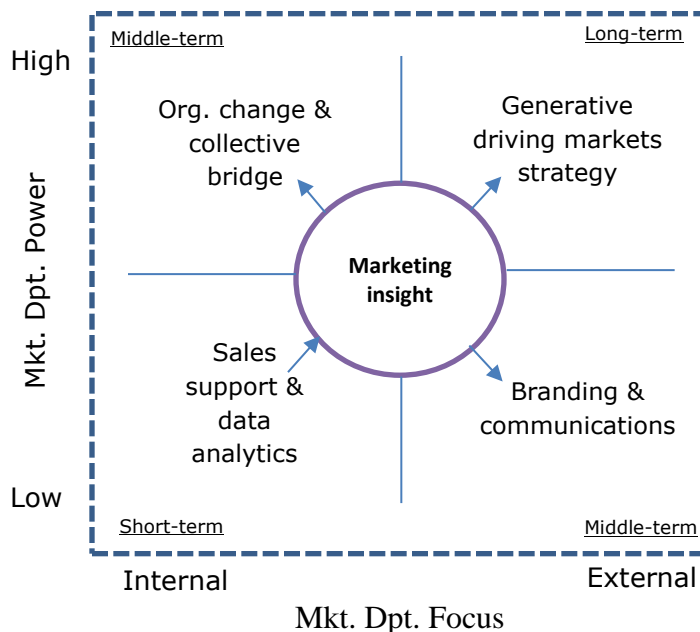 Middle-term
Long-term
High
Org. change &
collective
bridge
Generative
driving markets
strategy
Mkt. Dpt. Power
Marketing
insight
Sales
support &
data
analytics
Branding &
communications
Low
Short-term
Middle-term
Internal
External
Mkt. Dpt. Focus